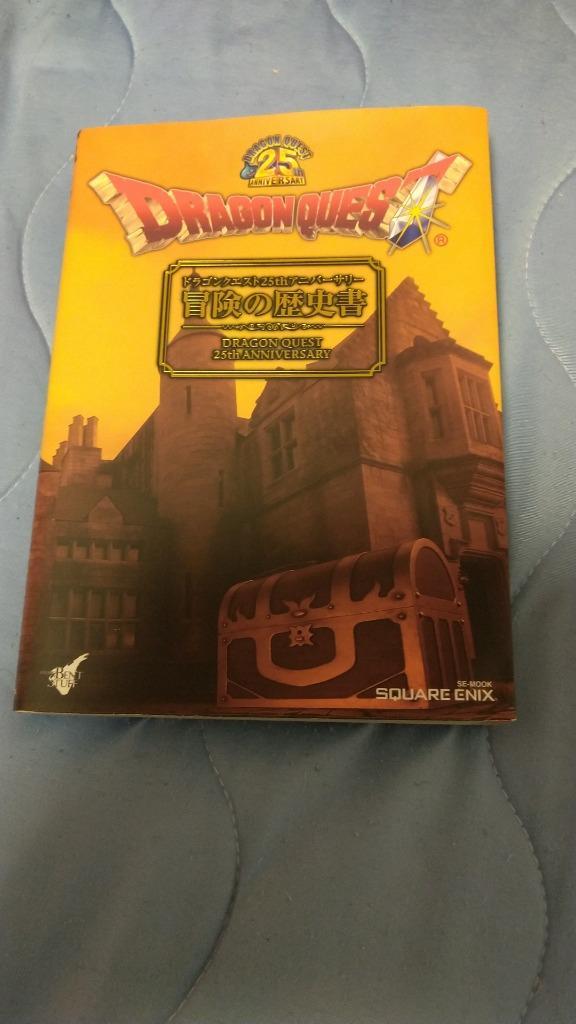 DRAGON QUEST
25th
ANNIVERSARY
DRAGON QUEST
®
ドラゴンクエスト25thアニバーサリー
冒険の歴史書
DRAGON QUEST
25th ANNIVERSARY
BENT
STUFF
SE-MOOK
SQUARE ENIX